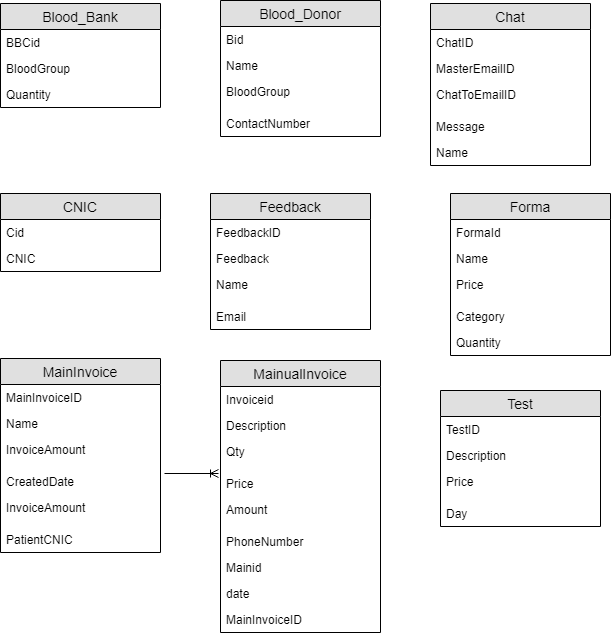 Blood_Bank
BBCid
BloodGroup
Quantity
Blood_Donor
Bid
Name
BloodGroup
ContactNumber
Chat
ChatID
MasterEmailID
ChatToEmailID
Message
Name
CNIC
Cid
CNIC
Feedback
FeedbackID
Feedback
Name
Email
Forma
FormaId
Name
Price
Category
Quantity
MainInvoice
MainInvoiceID
Name
InvoiceAmount
CreatedDate
InvoiceAmount
PatientCNIC
MainualInvoice
Invoiceid
Description
Qty
Price
Amount
PhoneNumber
Mainid
date
MainInvoiceID
Test
TestID
Description
Price
Day